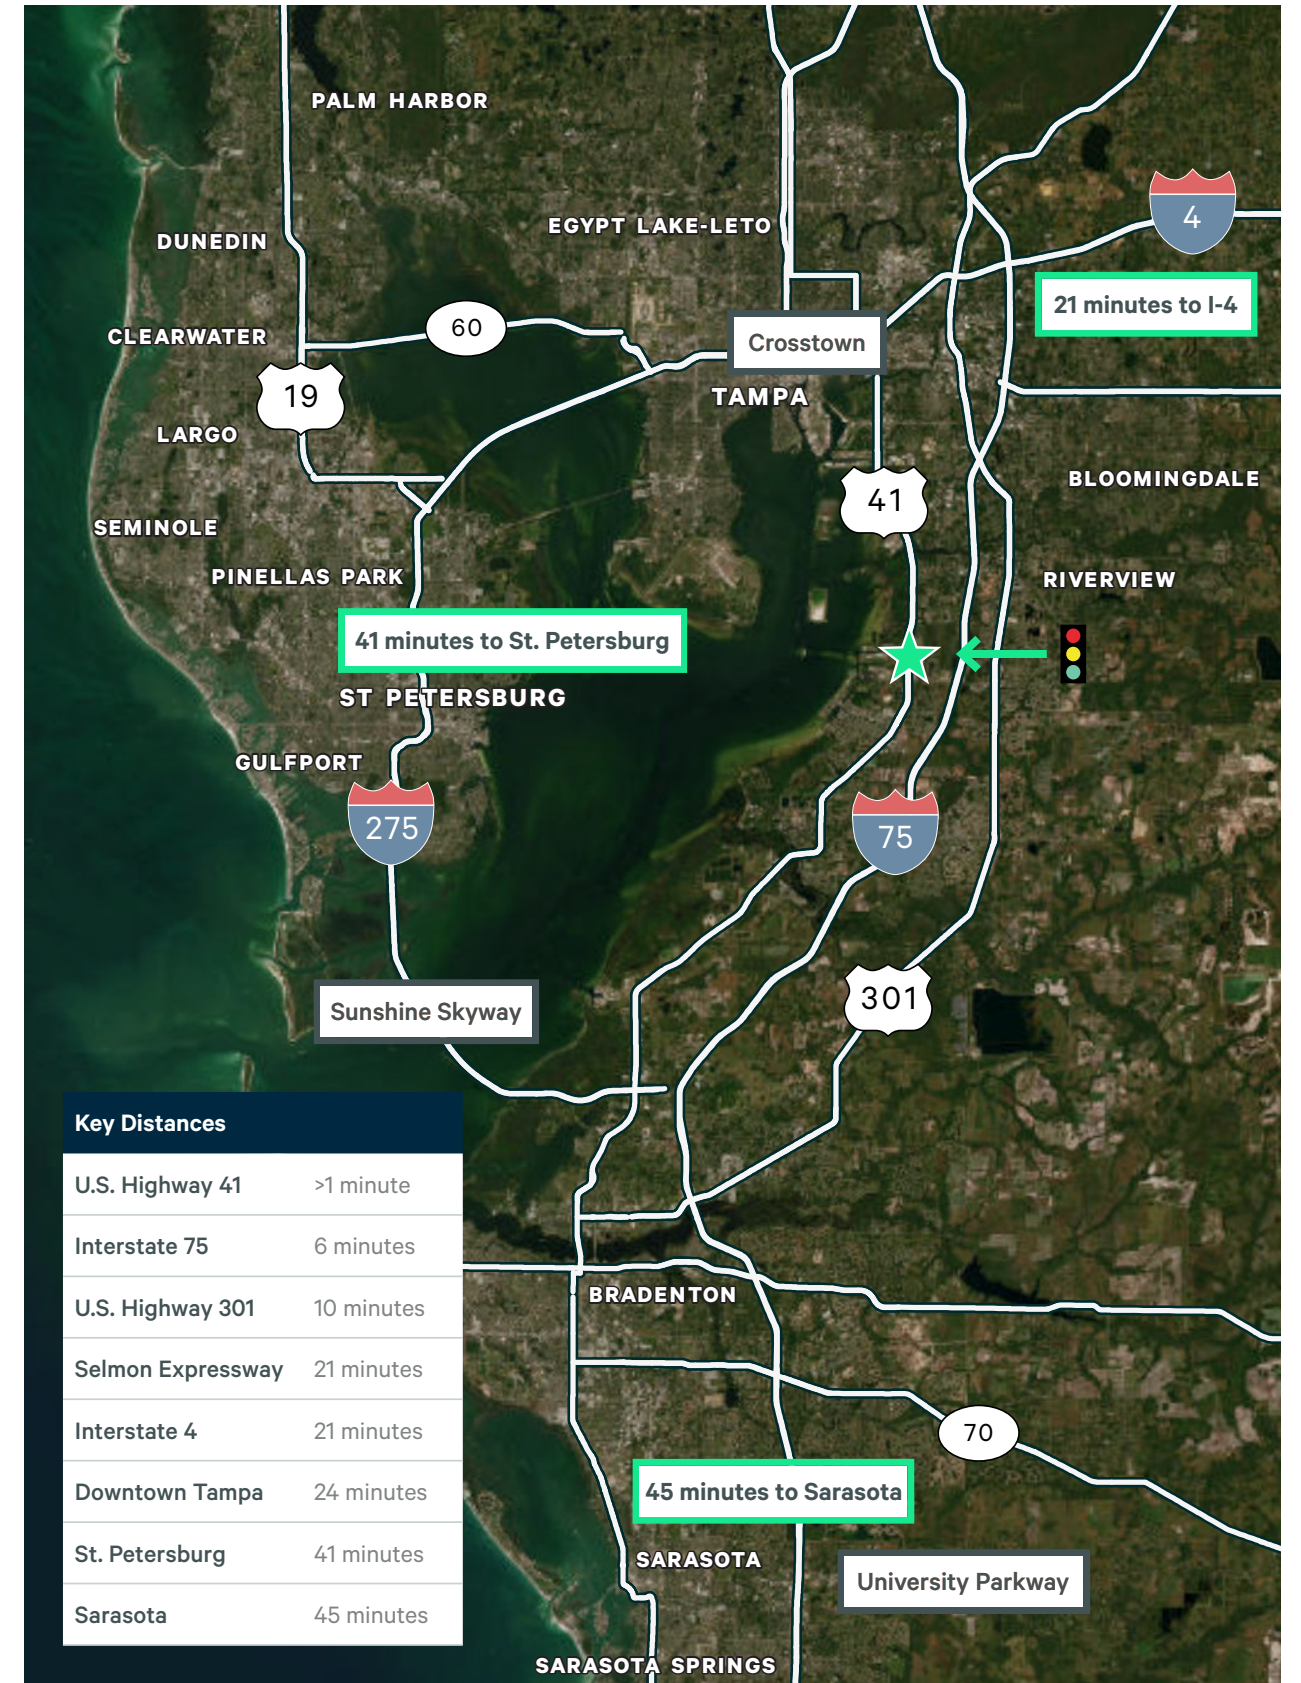 PALM HARBOR
4
EGYPT LAKE-LETO
DUNEDIN
21 minutes to I-4
60
CLEARWATER
Crosstown
19
TAMPA
LARGO
BLOOMINGDALE
41
SEMINOLE
PINELLAS PARK
RIVERVIEW
41 minutes to St. Petersburg
ST PETERSBURG
GULFPORT
275
75
301
Sunshine Skyway
Key Distances
U.S. Highway 41 >1 minute
Interstate 75 6 minutes
U.S. Highway 301 10 minutes
Selmon Expressway 21 minutes
Interstate 4 21 minutes
Downtown Tampa 24 minutes
St. Petersburg 41 minutes
Sarasota 45 minutes
BRADENTON
70
45 minutes to Sarasota
SARASOTA
University Parkway
SARASOTA SPRINGS